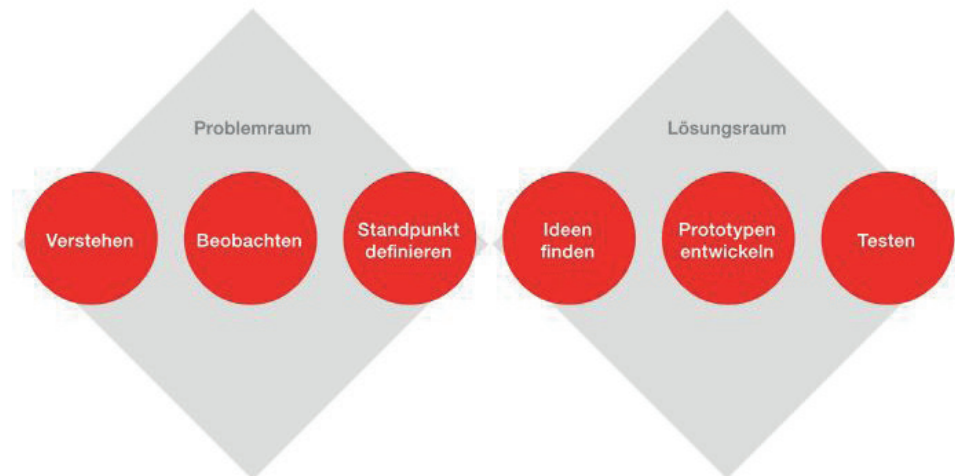 Problemraum
Lösungsraum
Verstehen
Beobachten
Standpunkt
definieren
Ideen
finden
Prototypen
entwickeln
Testen